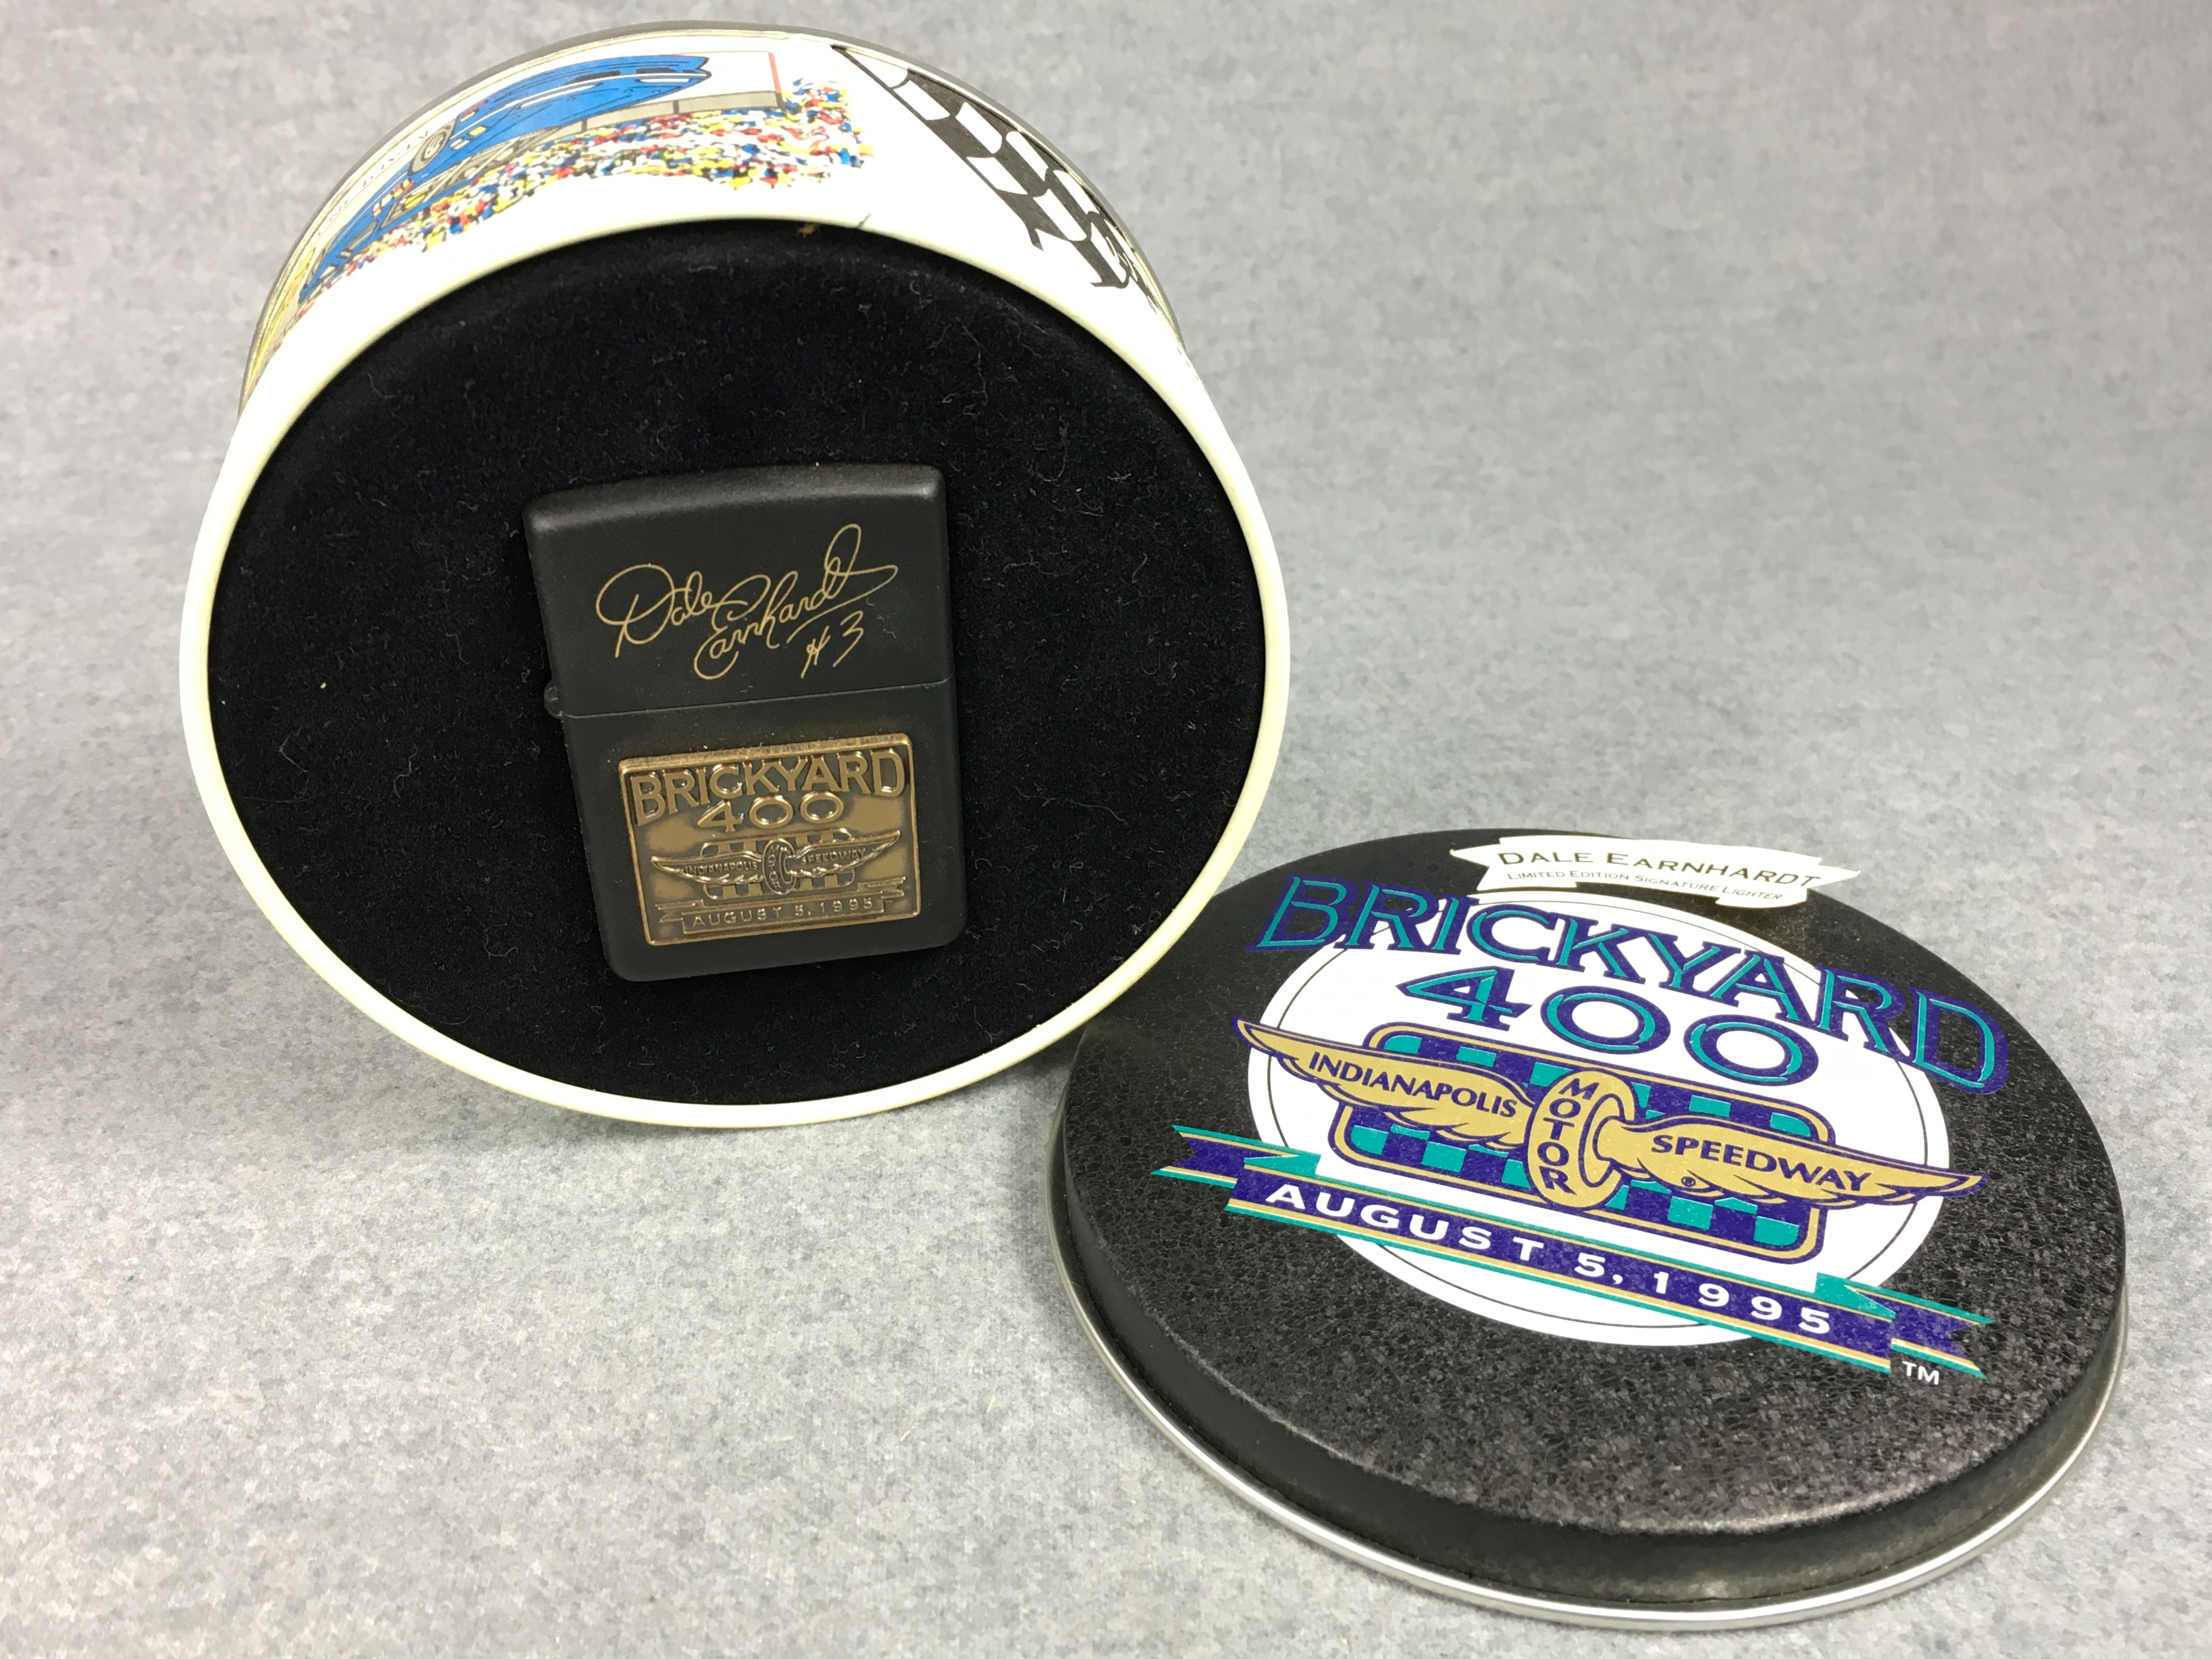 Dale
Earnhardt
#3
BRICKYARD
400
INDIANAPOLIS MOTOR SPEEDWAY
AUGUST 5, 1995
DALE EARNHARDT
LIMITED EDITION SIGNATURE LIGHTER
BRICKYARD
400
INDIANAPOLIS MOTOR SPEEDWAY®
AUGUST 5, 1995
TM